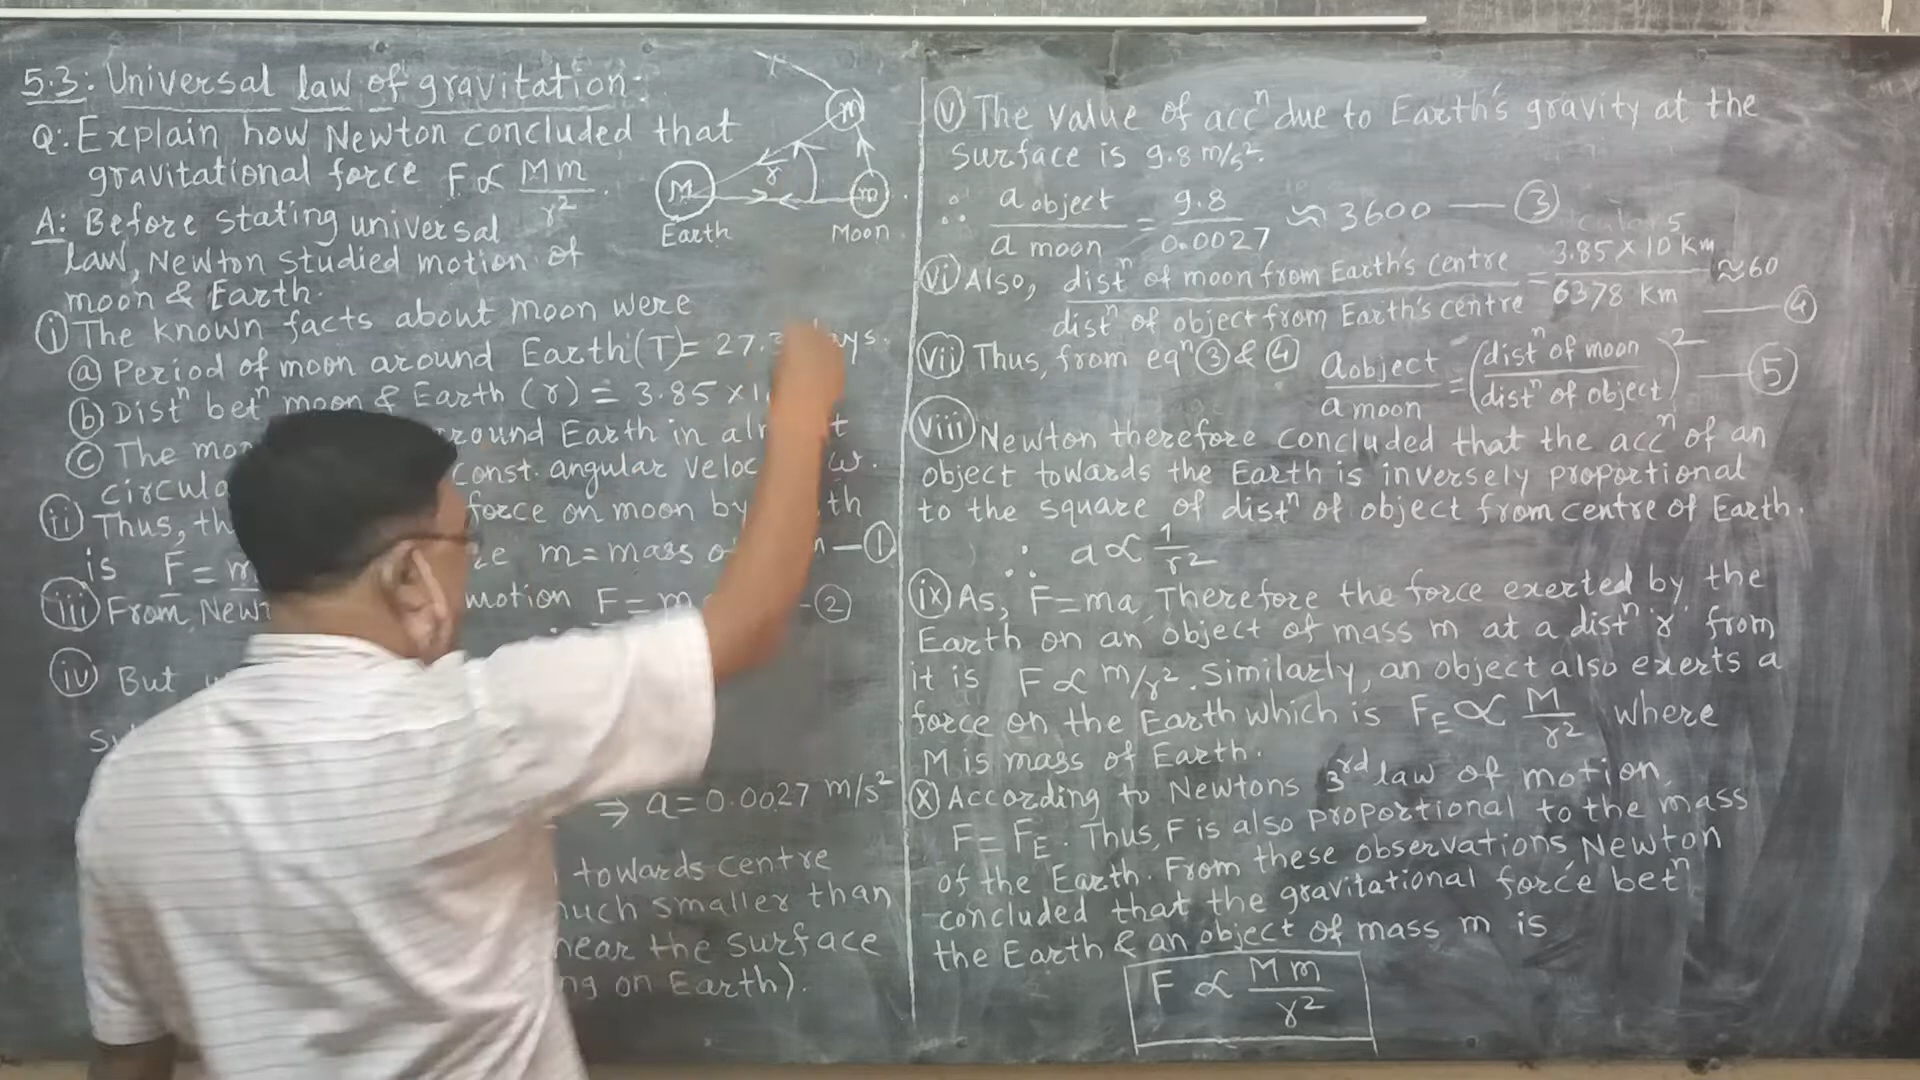 5.3: Universal law of gravitation:
Q: Explain how Newton concluded that
gravitational force F ∝ Mm/r²
A: Before stating universal
law, Newton studied motion of
moon & Earth.
M
m
m
r
Earth
Moon
(i) The known facts about moon were
(a) Period of moon around Earth (T) = 27.3
(b) Distⁿ betⁿ moon & Earth (r) = 3.85 ×
(c) The around Earth in
const. angular ω.
(ii) Thus, force on moon by
is F = m = mass — (1)
(iii) From motion F = m — (2)
(iv) But
⇒ a = 0.0027 m/s²
towards centre
smaller than
near the surface
on Earth).
(v) The value of accⁿ due to Earth's gravity at the
surface is 9.8 m/s².
∴ a object / a moon = 9.8 / 0.0027 ≈ 3600 — (3)
(vi) Also, distⁿ of moon from Earth's centre / distⁿ of object from Earth's centre = 3.85 × 10⁵ km / 6378 km ≈ 60 — (4)
(vii) Thus, from eqⁿ (3) & (4) a object / a moon = (distⁿ of moon / distⁿ of object)² — (5)
(viii) Newton therefore concluded that the accⁿ of an
object towards the Earth is inversely proportional
to the square of distⁿ of object from centre of Earth.
∴ a ∝ 1/r²
(ix) As, F = ma, Therefore the force exerted by the
Earth on an object of mass m at a distⁿ 'r' from
it is F ∝ m/r². Similarly, an object also exerts a
force on the Earth which is F_E ∝ M/r² where
M is mass of Earth.
(x) According to Newtons 3rd law of motion,
F = F_E. Thus, F is also proportional to the mass
of the Earth. From these observations, Newton
concluded that the gravitational force betⁿ
the Earth & an object of mass m is
F ∝ Mm/r²